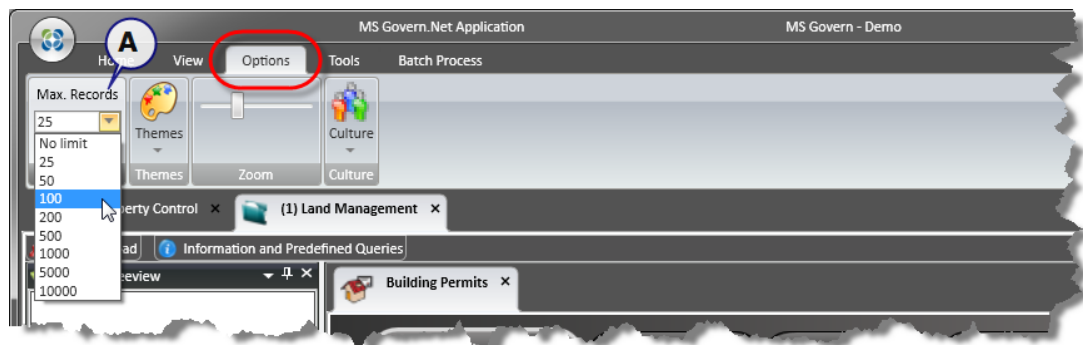 MS Govern.Net Application MS Govern - Demo
A
Home View Options Tools Batch Process
Max. Records
25
Themes
Culture
No limit
25
50
100
200
500
1000
5000
10000
Themes Zoom Culture
erty Control × (1) Land Management ×
ad Information and Predefined Queries
eeview ×
Building Permits ×